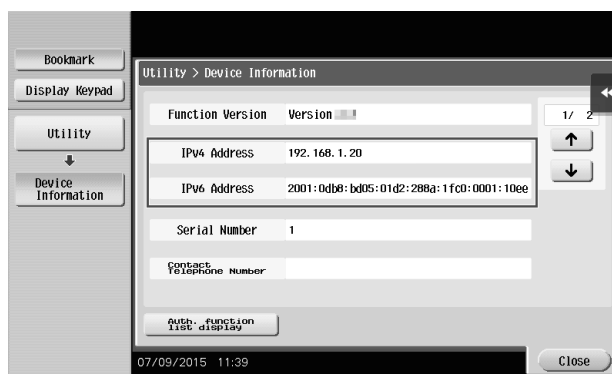 Bookmark
Display Keypad
Utility
Device
Information
Utility > Device Information
Function Version Version
1/ 2
IPv4 Address 192.168.1.20
IPv6 Address 2001:0db8:bd05:01d2:288a:1fc0:0001:10ee
Serial Number 1
Contact
Telephone Number
Auth. function
list display
07/09/2015 11:39
Close